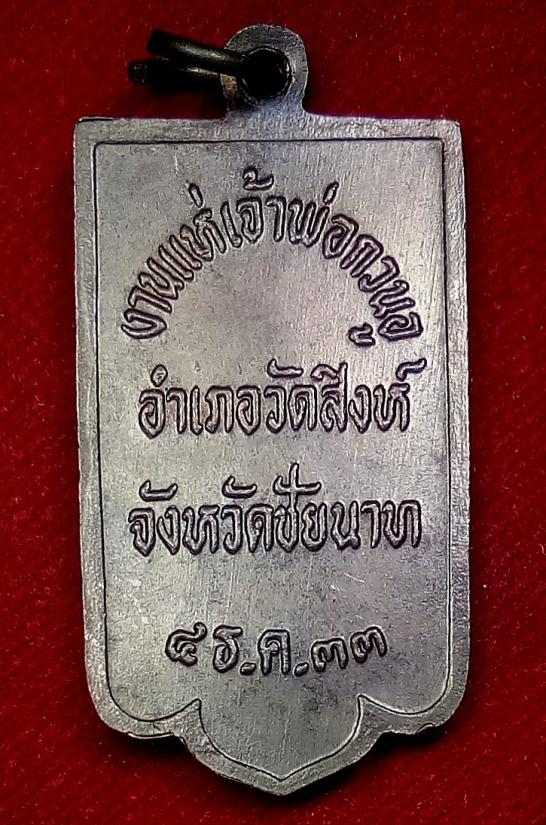 งานแห่เจ้าพ่อกวนอู
อำเภอวัดสิงห์
จังหวัดชัยนาท
๔ ธ.ค.๓๓